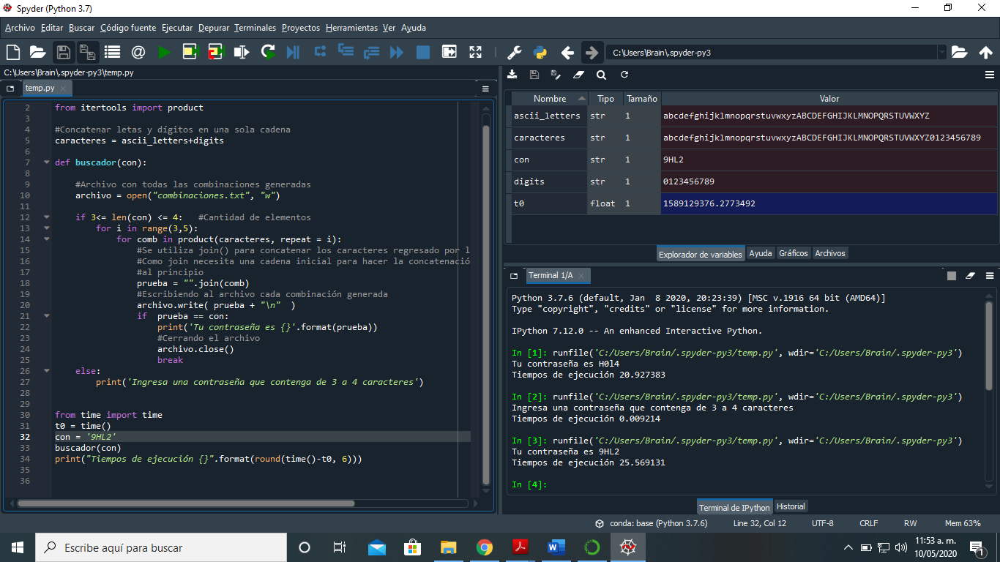 Spyder (Python 3.7)
Archivo Editar Buscar Código fuente Ejecutar Depurar Terminales Proyectos Herramientas Ver Ayuda
C:\Users\Brain\.spyder-py3
C:\Users\Brain\.spyder-py3\temp.py
temp.py
2 from itertools import product
3
4 #Concatenar letas y dígitos en una sola cadena
5 caracteres = ascii_letters+digits
6
7 def buscador(con):
8
9 #Archivo con todas las combinaciones generadas
10 archivo = open("combinaciones.txt", "w")
11
12 if 3<= len(con) <= 4: #Cantidad de elementos
13 for i in range(3,5):
14 for comb in product(caracteres, repeat = i):
15 #Se utiliza join() para concatenar los caracteres regresado por l
16 #Como join necesita una cadena inicial para hacer la concatenació
17 #al principio
18 prueba = "".join(comb)
19 #Escribiendo al archivo cada combinación generada
20 archivo.write( prueba + "\n" )
21 if prueba == con:
22 print('Tu contraseña es {}'.format(prueba))
23 #Cerrando el archivo
24 archivo.close()
25 break
26 else:
27 print('Ingresa una contraseña que contenga de 3 a 4 caracteres')
28
29
30 from time import time
31 t0 = time()
32 con = '9HL2'
33 buscador(con)
34 print("Tiempos de ejecución {}".format(round(time()-t0, 6)))
35
36
Nombre Tipo Tamaño Valor
ascii_letters str 1 abcdefghijklmnopqrstuvwxyzABCDEFGHIJKLMNOPQRSTUVWXYZ
caracteres str 1 abcdefghijklmnopqrstuvwxyzABCDEFGHIJKLMNOPQRSTUVWXYZ0123456789
con str 1 9HL2
digits str 1 0123456789
t0 float 1 1589129376.2773492
Explorador de variables Ayuda Gráficos Archivos
Terminal 1/A
Python 3.7.6 (default, Jan 8 2020, 20:23:39) [MSC v.1916 64 bit (AMD64)]
Type "copyright", "credits" or "license" for more information.
IPython 7.12.0 -- An enhanced Interactive Python.
In [1]: runfile('C:/Users/Brain/.spyder-py3/temp.py', wdir='C:/Users/Brain/.spyder-py3')
Tu contraseña es H0l4
Tiempos de ejecución 20.927383
In [2]: runfile('C:/Users/Brain/.spyder-py3/temp.py', wdir='C:/Users/Brain/.spyder-py3')
Ingresa una contraseña que contenga de 3 a 4 caracteres
Tiempos de ejecución 0.009214
In [3]: runfile('C:/Users/Brain/.spyder-py3/temp.py', wdir='C:/Users/Brain/.spyder-py3')
Tu contraseña es 9HL2
Tiempos de ejecución 25.569131
In [4]:
Terminal de IPython Historial
conda: base (Python 3.7.6) Line 32, Col 12 UTF-8 CRLF RW Mem 63%
Escribe aquí para buscar
11:53 a. m.
10/05/2020
1